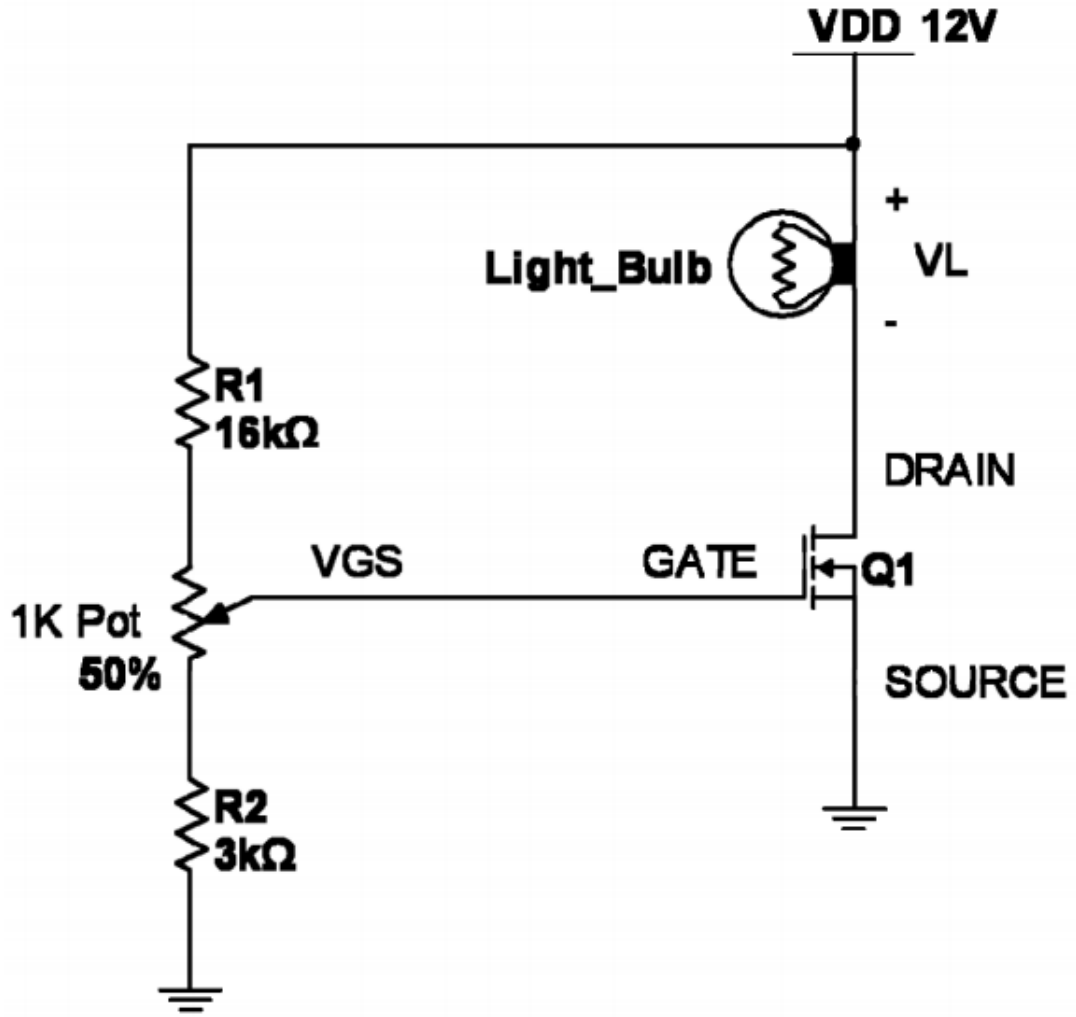 VDD 12V
+
Light_Bulb
VL
-
R1
16kΩ
DRAIN
VGS
GATE
Q1
1K Pot
50%
SOURCE
R2
3kΩ